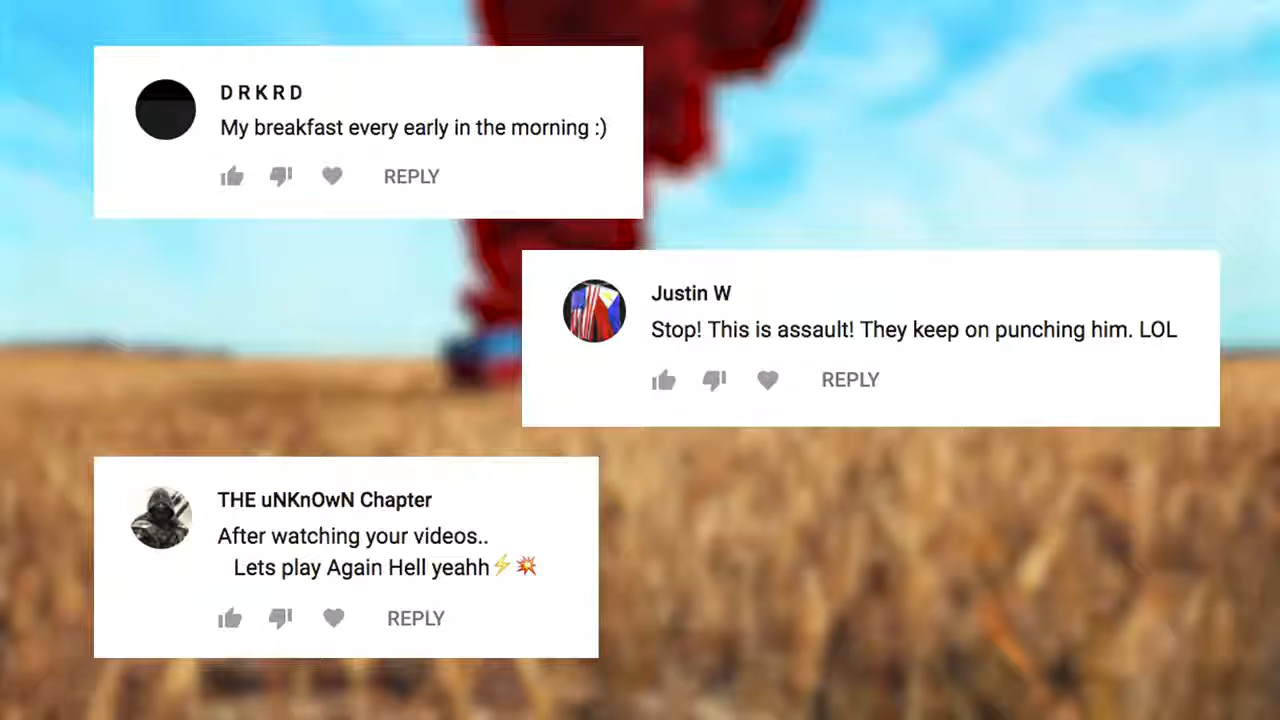 D R K R D
My breakfast every early in the morning :)
REPLY
Justin W
Stop! This is assault! They keep on punching him. LOL
REPLY
THE uNKnOwN Chapter
After watching your videos..
Lets play Again Hell yeahh⚡💥
REPLY